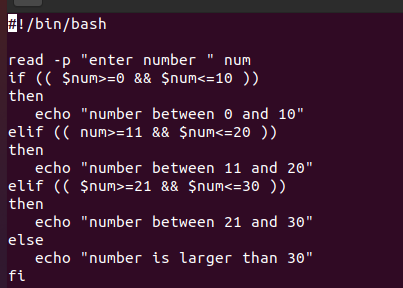 #!/bin/bash
read -p "enter number " num
if (( $num>=0 && $num<=10 ))
then
   echo "number between 0 and 10"
elif (( num>=11 && $num<=20 ))
then
   echo "number between 11 and 20"
elif (( $num>=21 && $num<=30 ))
then
   echo "number between 21 and 30"
else
   echo "number is larger than 30"
fi